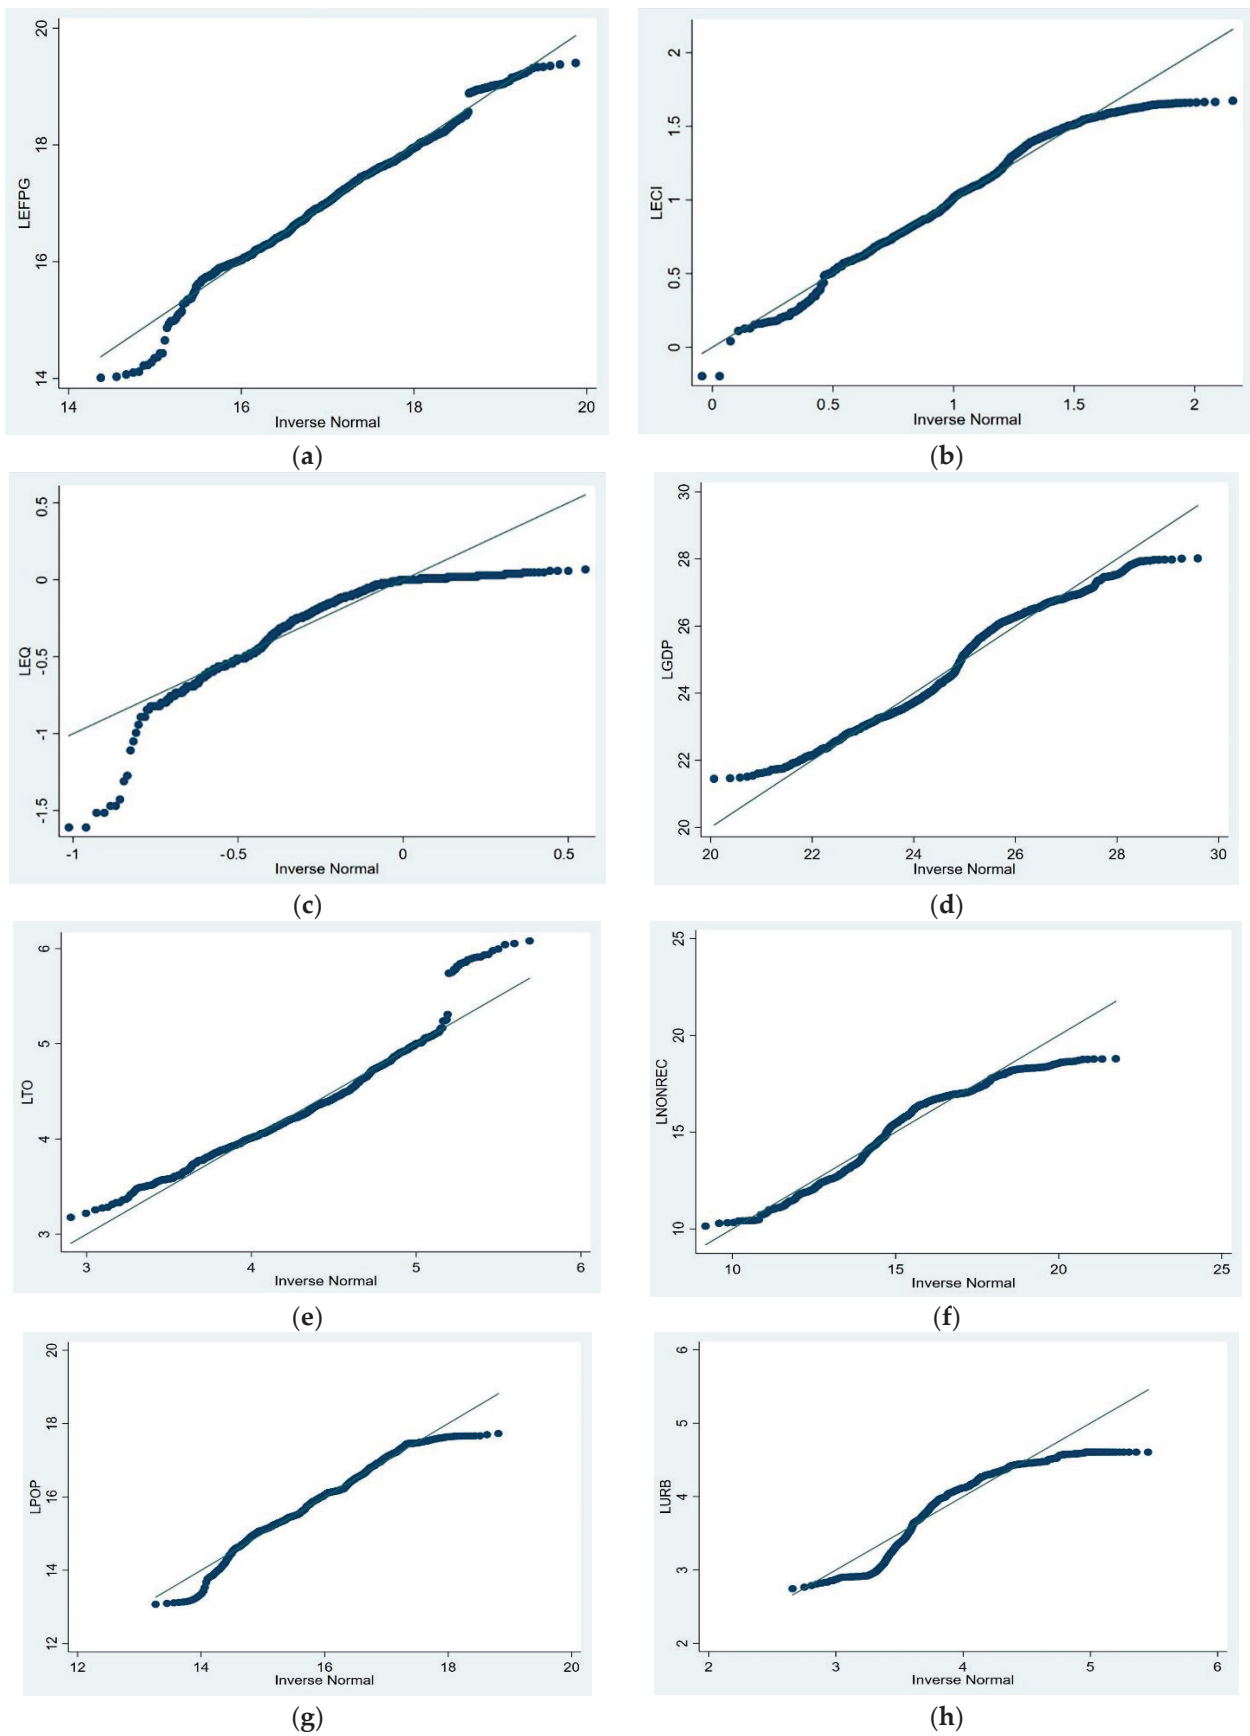 20
18
16
14
LEFPG
14 16 18 20
Inverse Normal
(a)
2
1.5
1
0.5
0
LECI
0 0.5 1 1.5 2
Inverse Normal
(b)
0.5
0
-0.5
-1
-1.5
LEQ
-1 -0.5 0 0.5
Inverse Normal
(c)
30
28
26
24
22
20
LGDP
20 22 24 26 28 30
Inverse Normal
(d)
6
5
4
3
LTO
3 4 5 6
Inverse Normal
(e)
25
20
15
10
LNONREC
10 15 20 25
Inverse Normal
(f)
20
18
16
14
12
LPOP
12 14 16 18 20
Inverse Normal
(g)
6
5
4
3
2
LURB
2 3 4 5 6
Inverse Normal
(h)